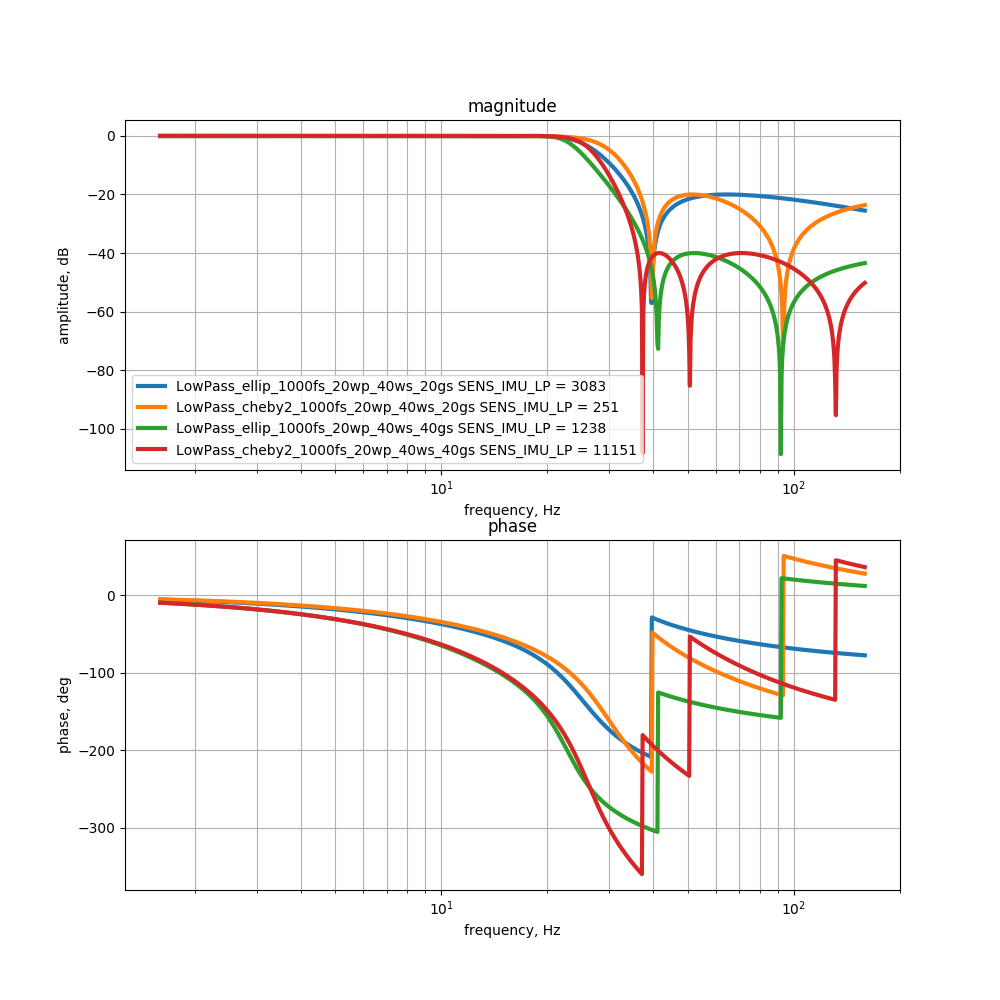 magnitude
amplitude, dB
0
−20
−40
−60
−80
−100
LowPass_ellip_1000fs_20wp_40ws_20gs SENS_IMU_LP = 3083
LowPass_cheby2_1000fs_20wp_40ws_20gs SENS_IMU_LP = 251
LowPass_ellip_1000fs_20wp_40ws_40gs SENS_IMU_LP = 1238
LowPass_cheby2_1000fs_20wp_40ws_40gs SENS_IMU_LP = 11151
10¹ 10²
frequency, Hz
phase
phase, deg
0
−100
−200
−300
10¹ 10²
frequency, Hz